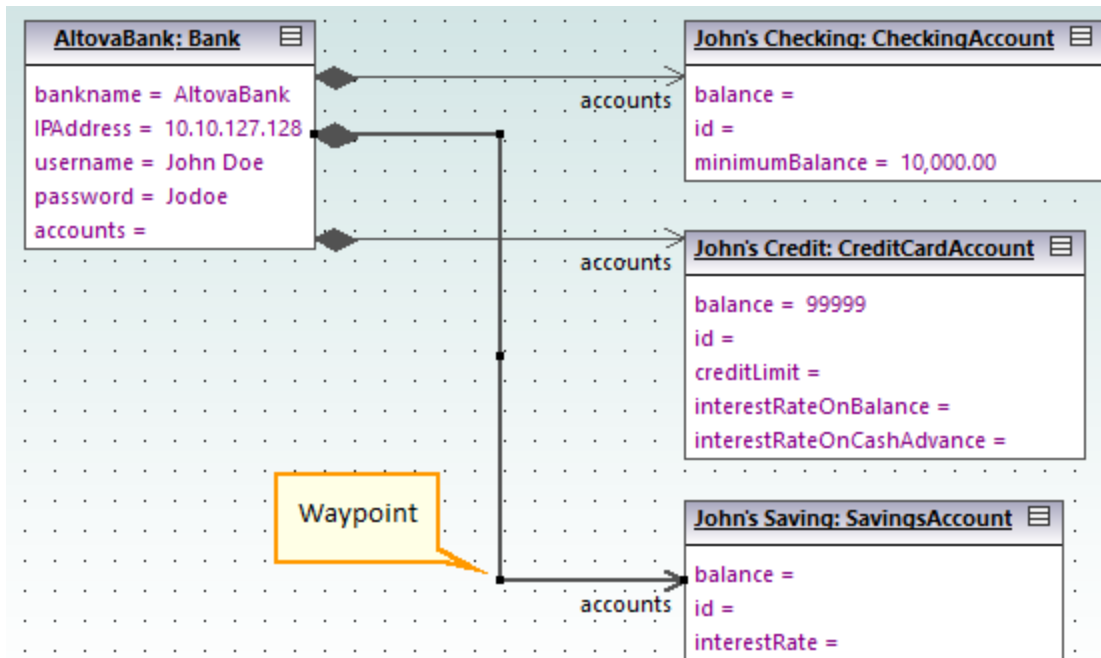 AltovaBank: Bank
bankname = AltovaBank
IPAddress = 10.10.127.128
username = John Doe
password = Jodoe
accounts =
accounts
John's Checking: CheckingAccount
balance =
id =
minimumBalance = 10,000.00
accounts
John's Credit: CreditCardAccount
balance = 99999
id =
creditLimit =
interestRateOnBalance =
interestRateOnCashAdvance =
Waypoint
accounts
John's Saving: SavingsAccount
balance =
id =
interestRate =